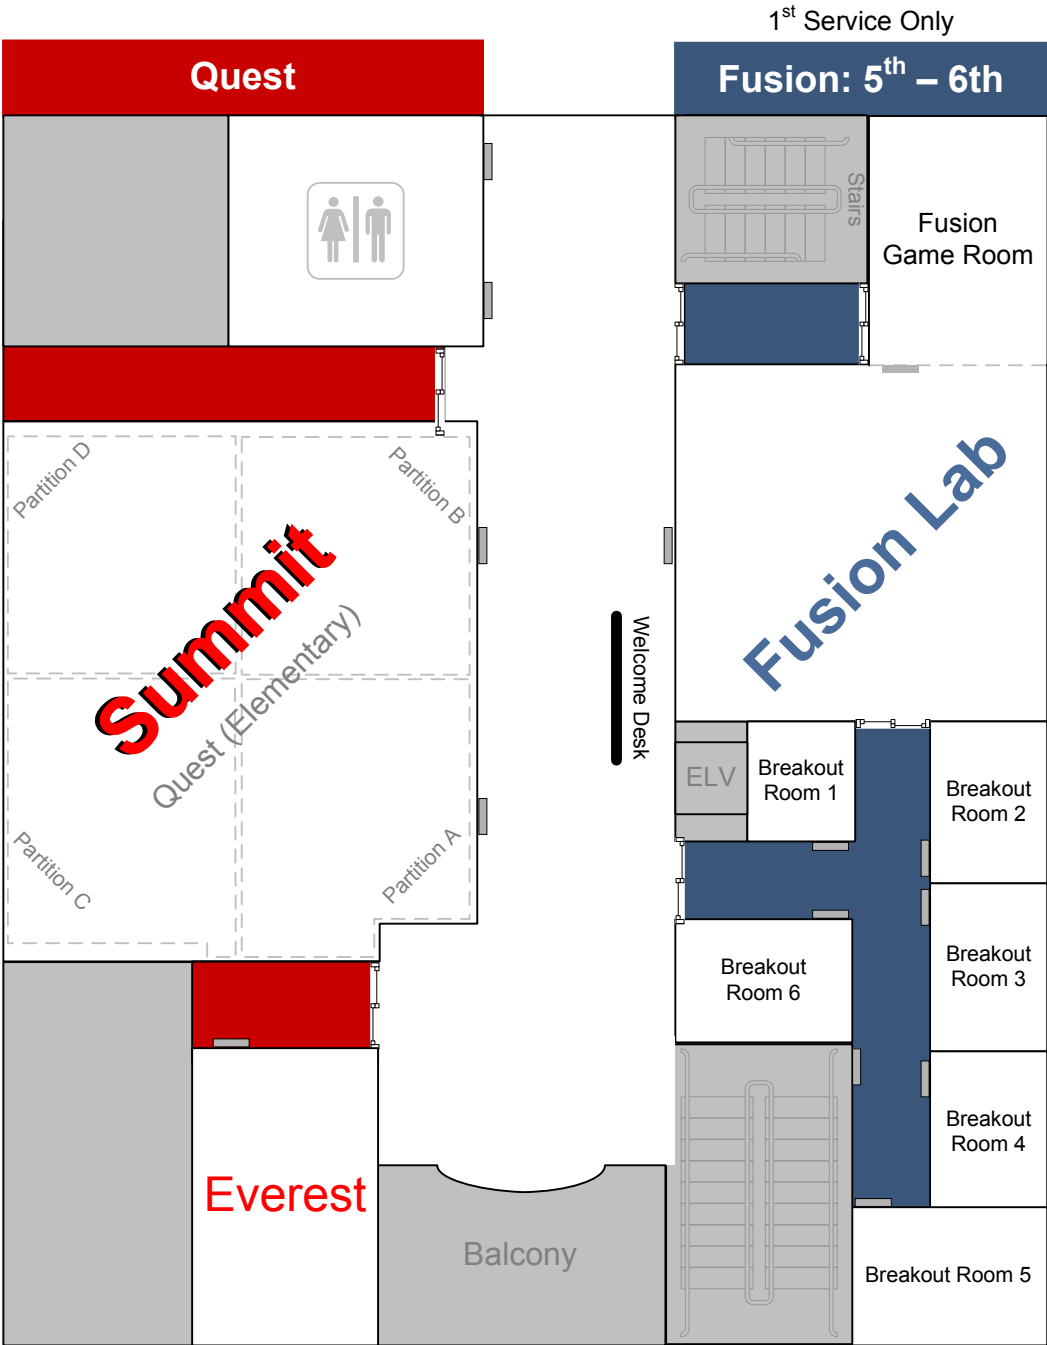 1st Service Only
Quest
Fusion: 5th – 6th
Stairs
Fusion
Game Room
Partition D
Partition B
Summit
Quest (Elementary)
Fusion Lab
Welcome Desk
ELV
Breakout
Room 1
Breakout
Room 2
Partition C
Partition A
Breakout
Room 3
Breakout
Room 6
Breakout
Room 4
Everest
Balcony
Breakout Room 5